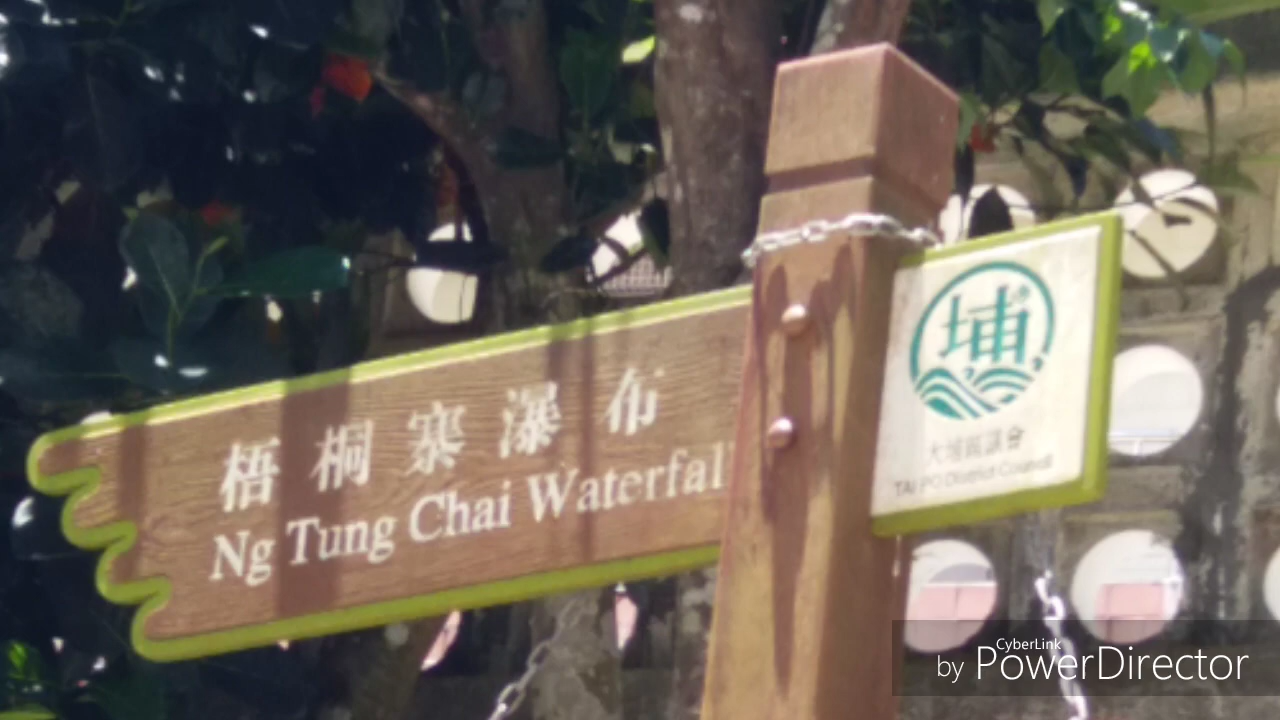 梧桐寨瀑布
Ng Tung Chai Waterfall
埔
大埔區議會
TAI PO District Council
CyberLink
by PowerDirector